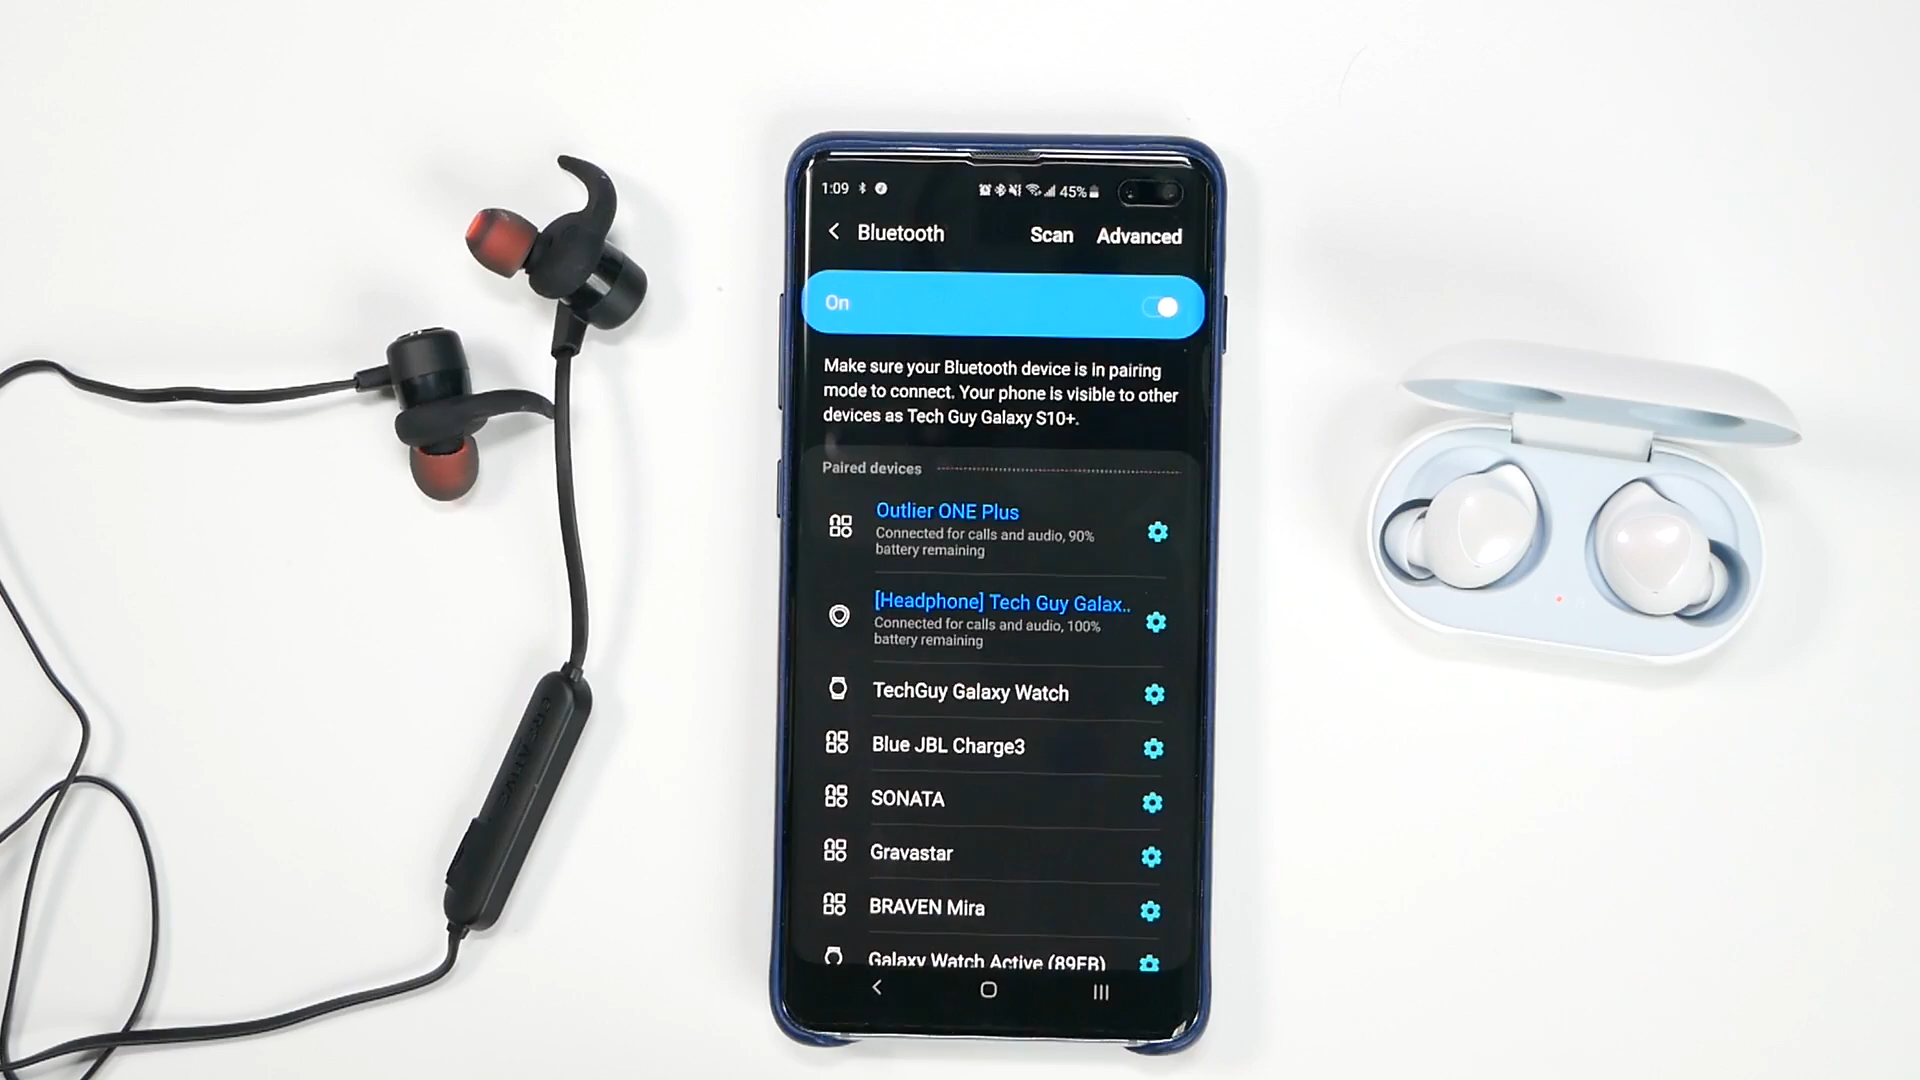 1:09
45%
Bluetooth
Scan
Advanced
On
Make sure your Bluetooth device is in pairing
mode to connect. Your phone is visible to other
devices as Tech Guy Galaxy S10+.
Paired devices
Outlier ONE Plus
Connected for calls and audio, 90%
battery remaining
[Headphone] Tech Guy Galax..
Connected for calls and audio, 100%
battery remaining
TechGuy Galaxy Watch
Blue JBL Charge3
SONATA
Gravastar
BRAVEN Mira
Galaxy Watch Active (89FB)
CREATIVE